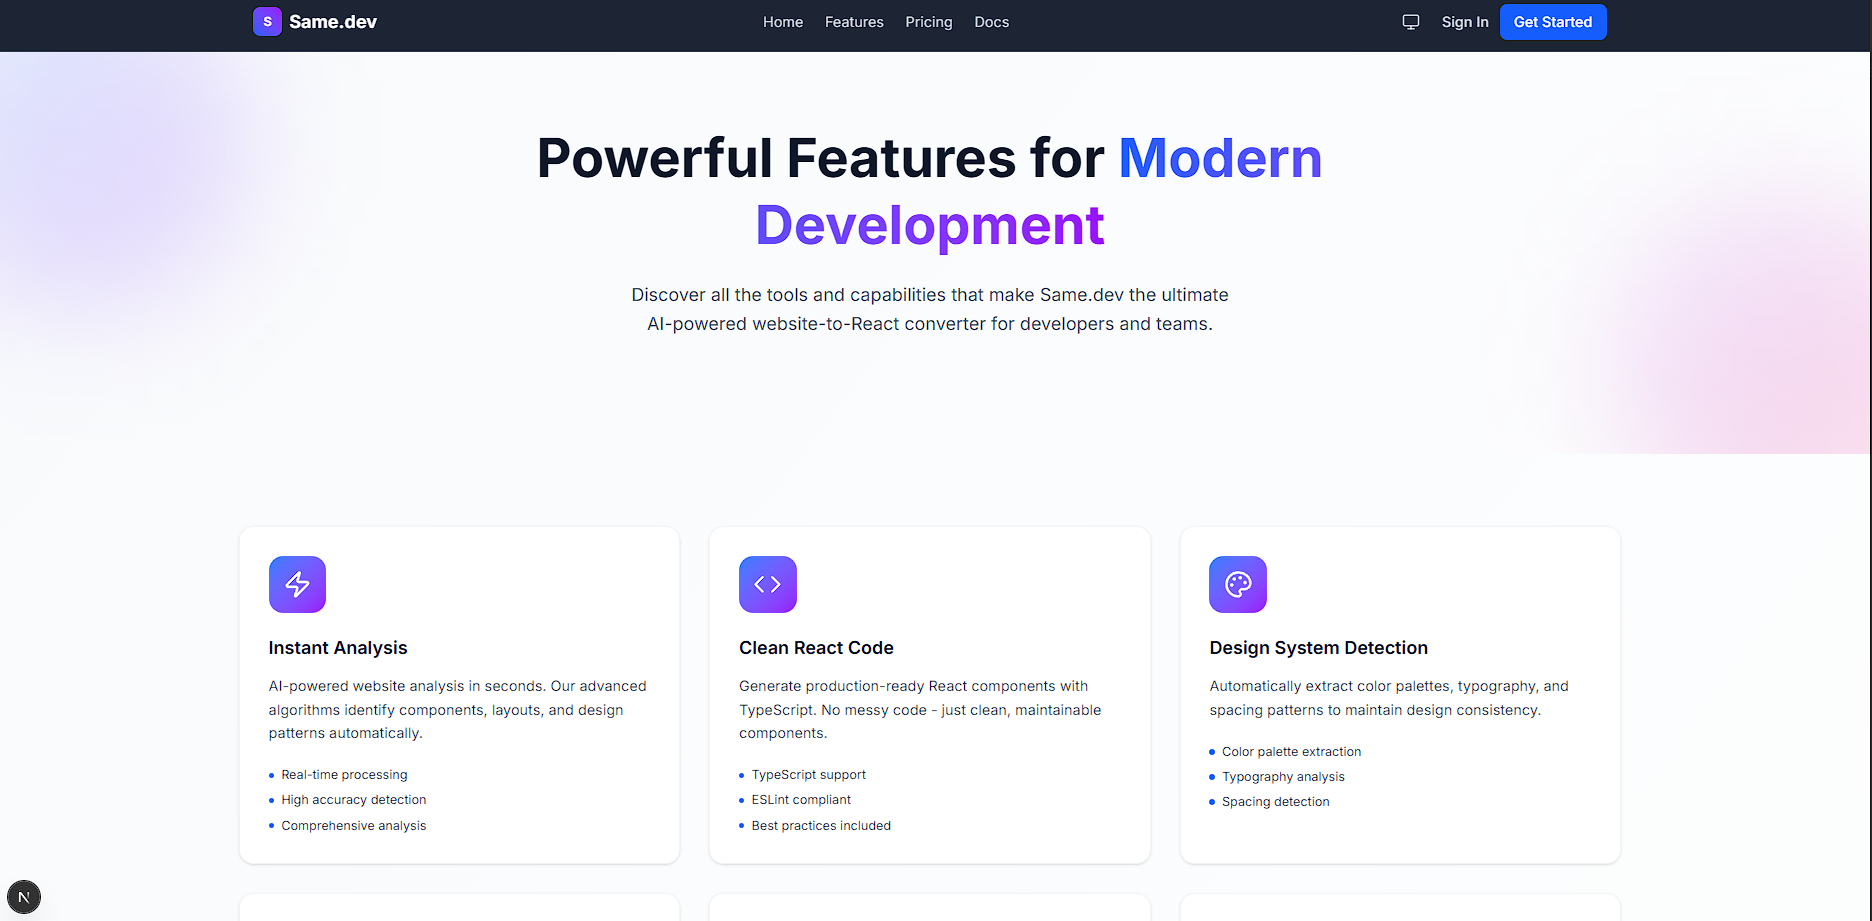 S Same.dev Home Features Pricing Docs Sign In Get Started
Powerful Features for Modern
Development
Discover all the tools and capabilities that make Same.dev the ultimate
AI-powered website-to-React converter for developers and teams.
Instant Analysis
AI-powered website analysis in seconds. Our advanced
algorithms identify components, layouts, and design
patterns automatically.
Real-time processing
High accuracy detection
Comprehensive analysis
Clean React Code
Generate production-ready React components with
TypeScript. No messy code - just clean, maintainable
components.
TypeScript support
ESLint compliant
Best practices included
Design System Detection
Automatically extract color palettes, typography, and
spacing patterns to maintain design consistency.
Color palette extraction
Typography analysis
Spacing detection
N